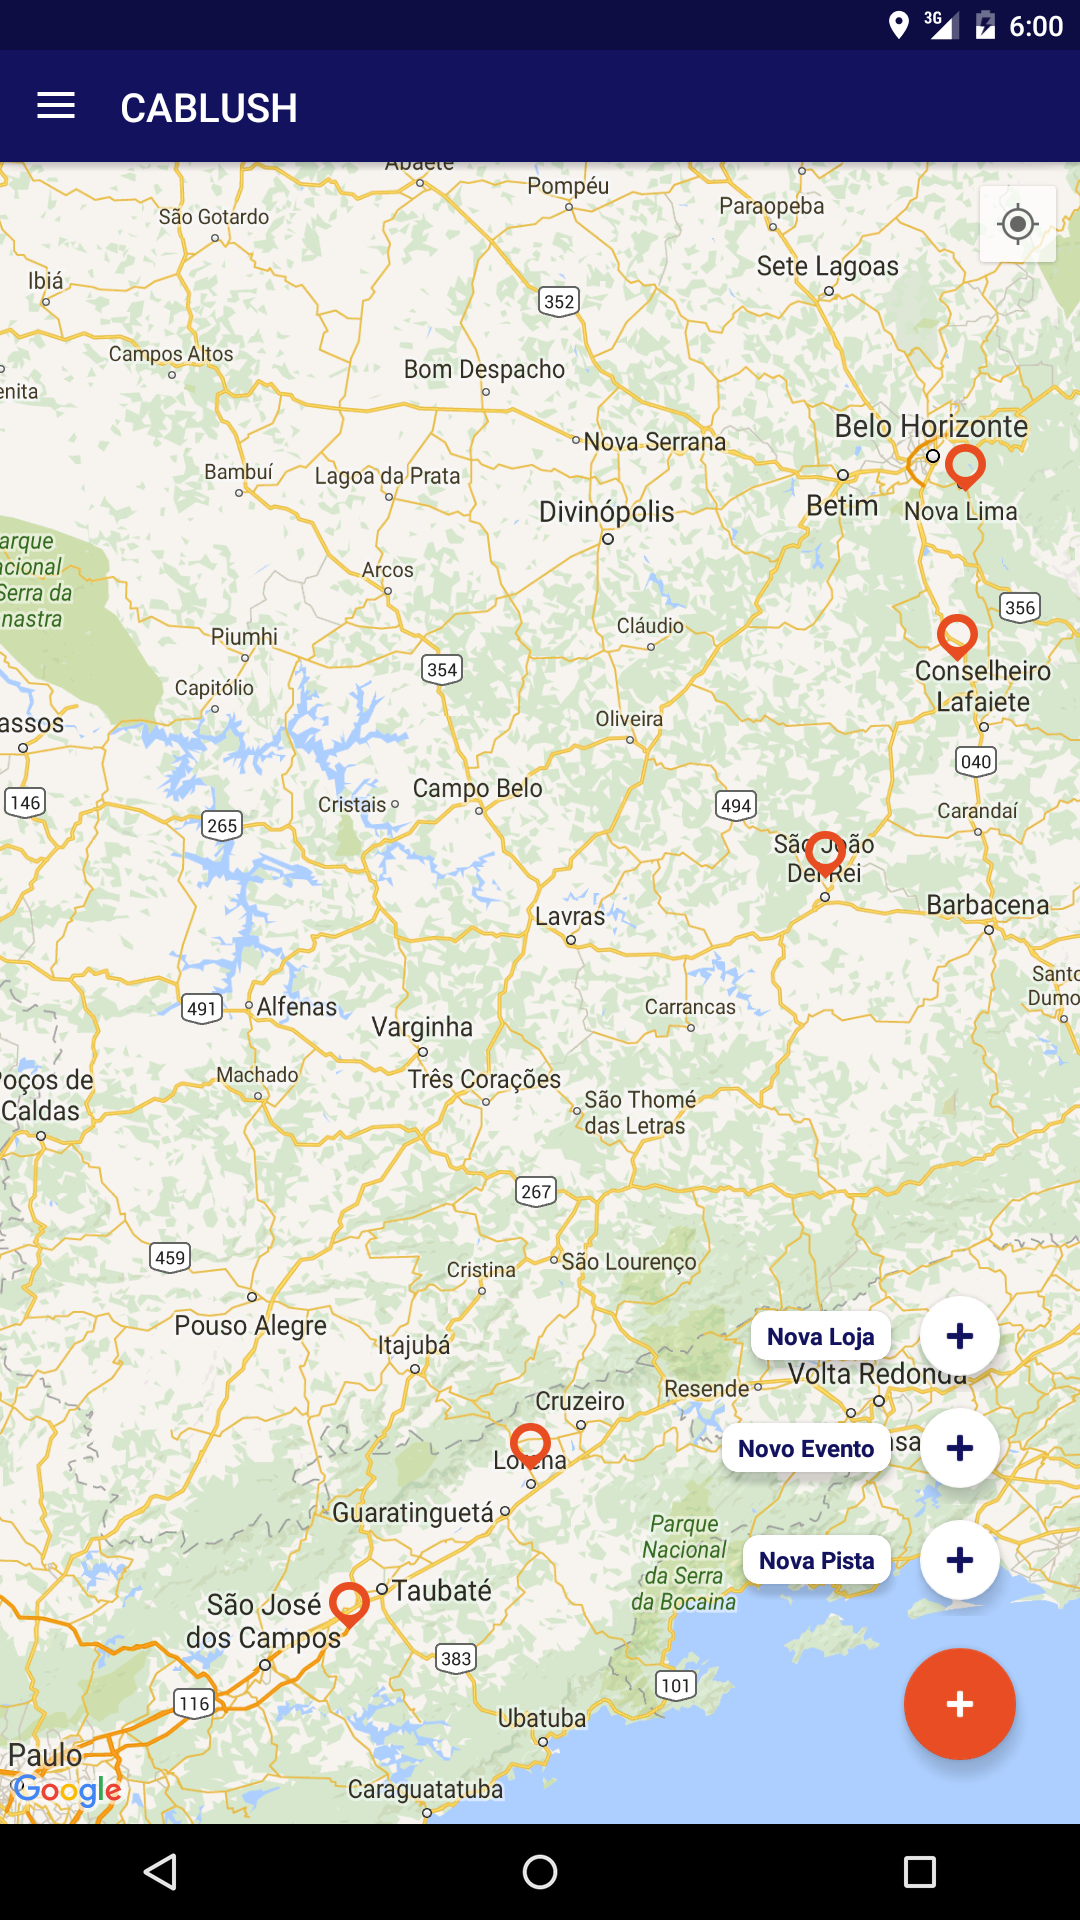 3G 6:00
CABLUSH
Abaeté
Pompéu
São Gotardo
Paraopeba
Sete Lagoas
Ibiá
352
Campos Altos
Bom Despacho
enita
Belo Horizonte
Nova Serrana
Bambuí
Lagoa da Prata
Betim
Nova Lima
Divinópolis
arque
acional
Serra da
nastra
Arcos
356
Cláudio
Piumhi
354
Conselheiro
Lafaiete
Capitólio
assos
Oliveira
040
Campo Belo
146
Cristais
494
Carandaí
265
São João
Del Rei
Lavras
Barbacena
Santo
Dumo
491
Alfenas
Carrancas
Varginha
Machado
Três Corações
oços de
Caldas
São Thomé
das Letras
267
459
São Lourenço
Cristina
Pouso Alegre
Nova Loja
Itajubá
Volta Redonda
Resende
Cruzeiro
Novo Evento
nsa
Lorena
Guaratinguetá
Parque
Nacional
da Serra
da Bocaina
Nova Pista
Taubaté
São José
dos Campos
383
101
116
Ubatuba
Paulo
Google
Caraguatatuba